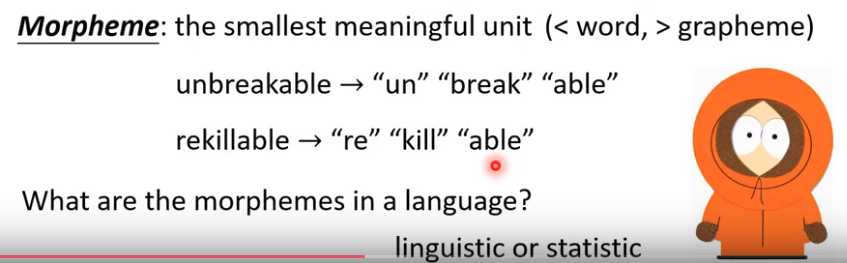 Morpheme: the smallest meaningful unit (< word, > grapheme)
unbreakable → “un” “break” “able”
rekillable → “re” “kill” “able”
What are the morphemes in a language?
linguistic or statistic